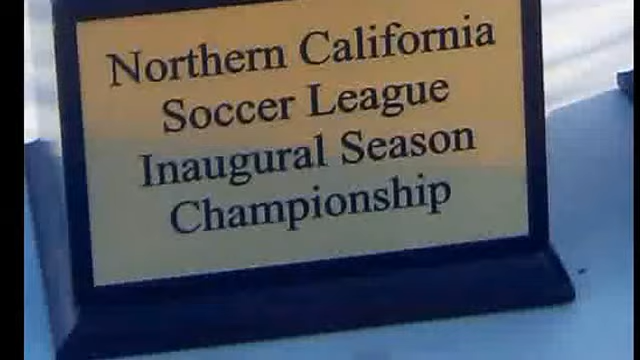 Northern California
Soccer League
Inaugural Season
Championship